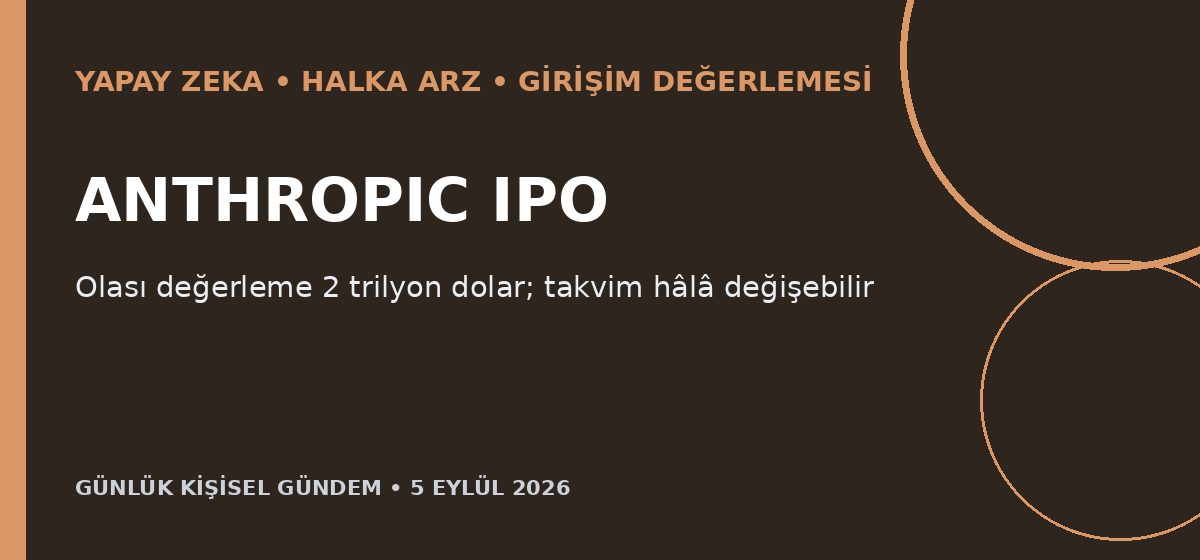 YAPAY ZEKA • HALKA ARZ • GİRİŞİM DEĞERLEMESİ
ANTHROPIC IPO
Olası değerleme 2 trilyon dolar; takvim hâlâ değişebilir
GÜNLÜK KİŞİSEL GÜNDEM • 5 EYLÜL 2026